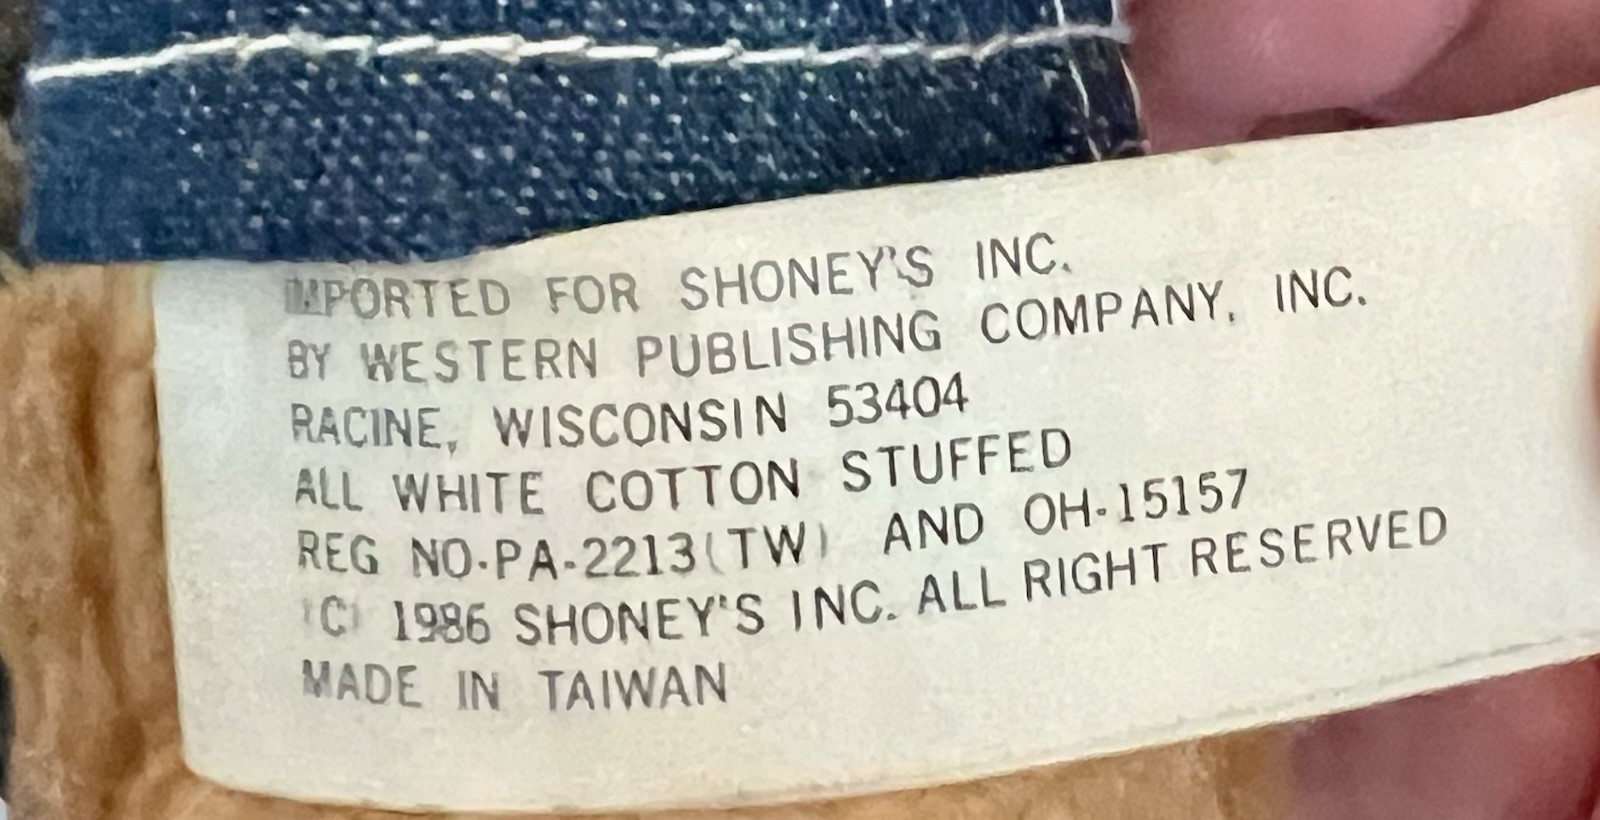 IMPORTED FOR SHONEY'S INC.
BY WESTERN PUBLISHING COMPANY, INC.
RACINE, WISCONSIN 53404
ALL WHITE COTTON STUFFED
REG NO.PA-2213(TW) AND OH-15157
(C) 1986 SHONEY'S INC. ALL RIGHT RESERVED
MADE IN TAIWAN